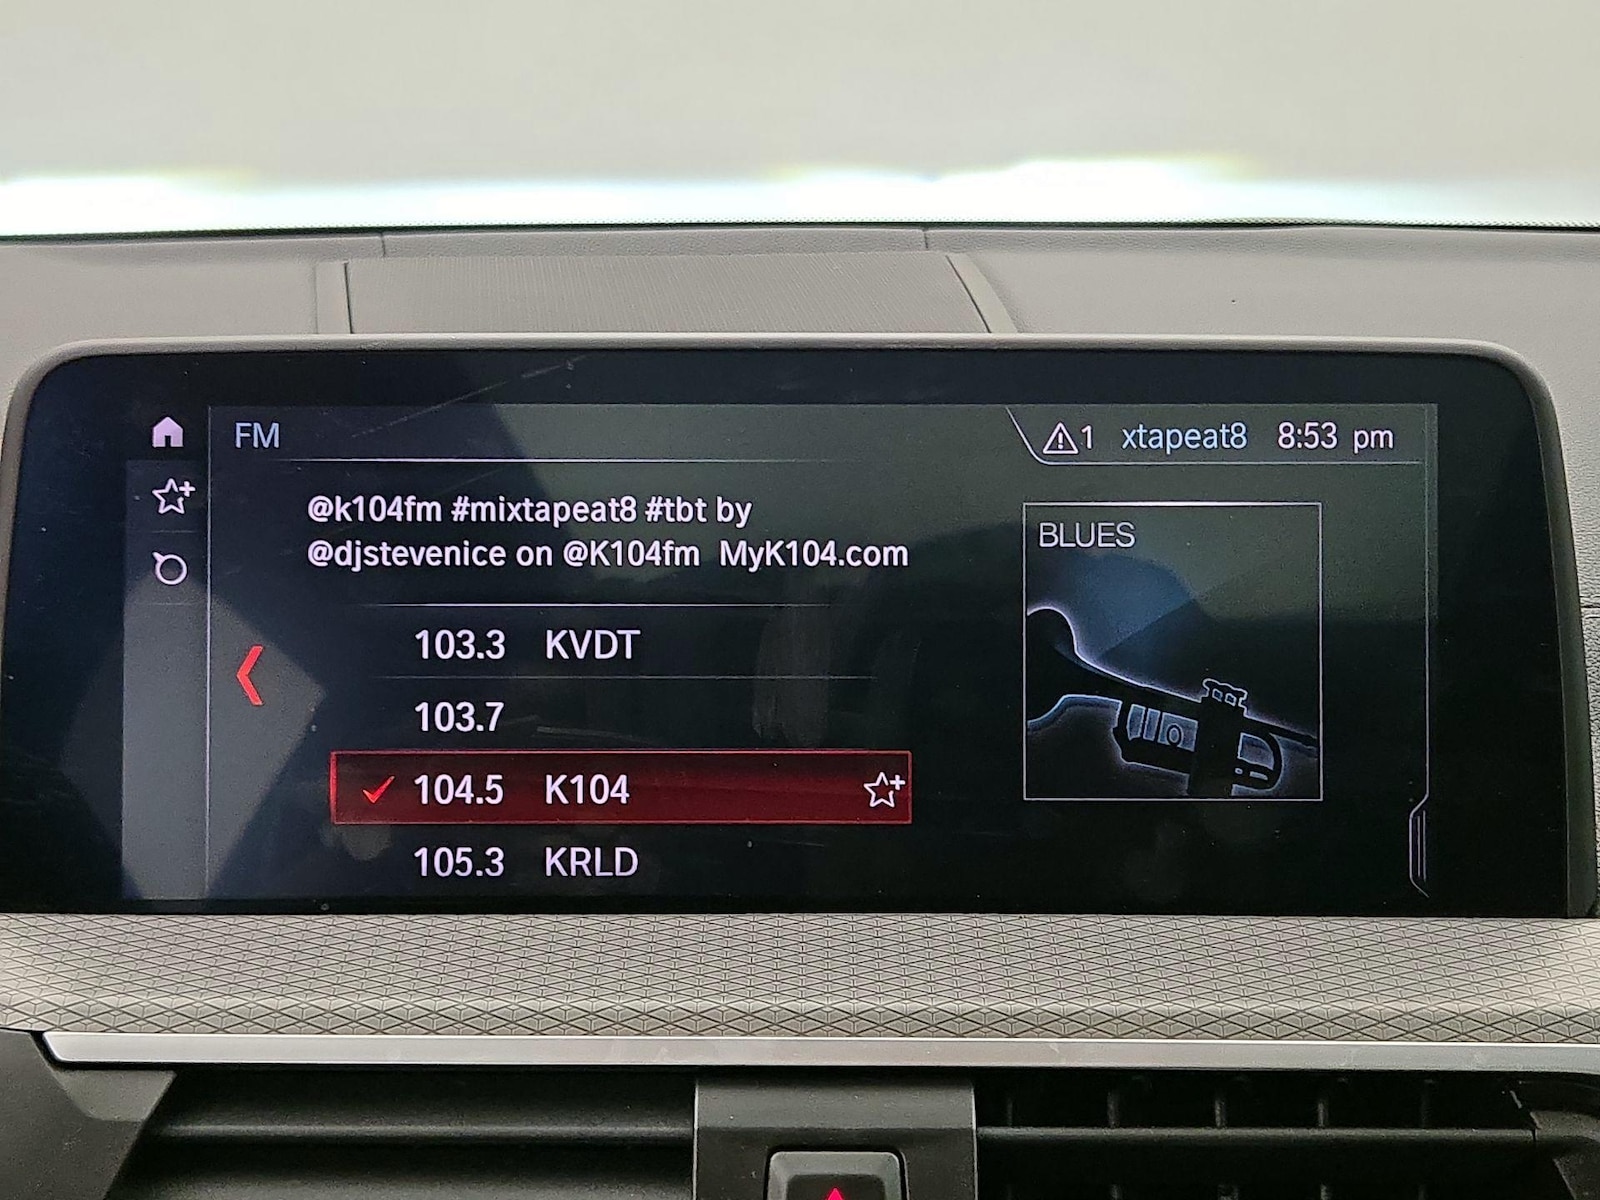 FM
1 xtapeat8 8:53 pm
@k104fm #mixtapeat8 #tbt by
@djstevenice on @K104fm MyK104.com
BLUES
103.3 KVDT
103.7
104.5 K104
105.3 KRLD